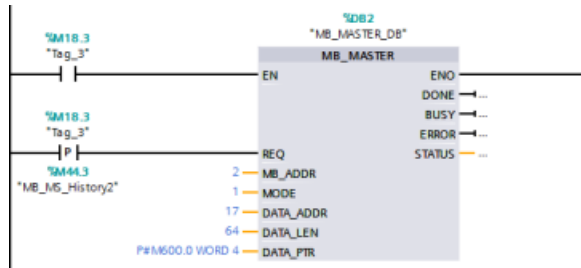 %DB2
"MB_MASTER_DB"
%M18.3
"Tag_3"
MB_MASTER
EN
ENO
DONE
...
BUSY
...
ERROR
...
%M18.3
"Tag_3"
P
REQ
STATUS
...
%M44.3
"MB_MS_History2"
2
MB_ADDR
1
MODE
17
DATA_ADDR
64
DATA_LEN
P#M600.0 WORD 4
DATA_PTR